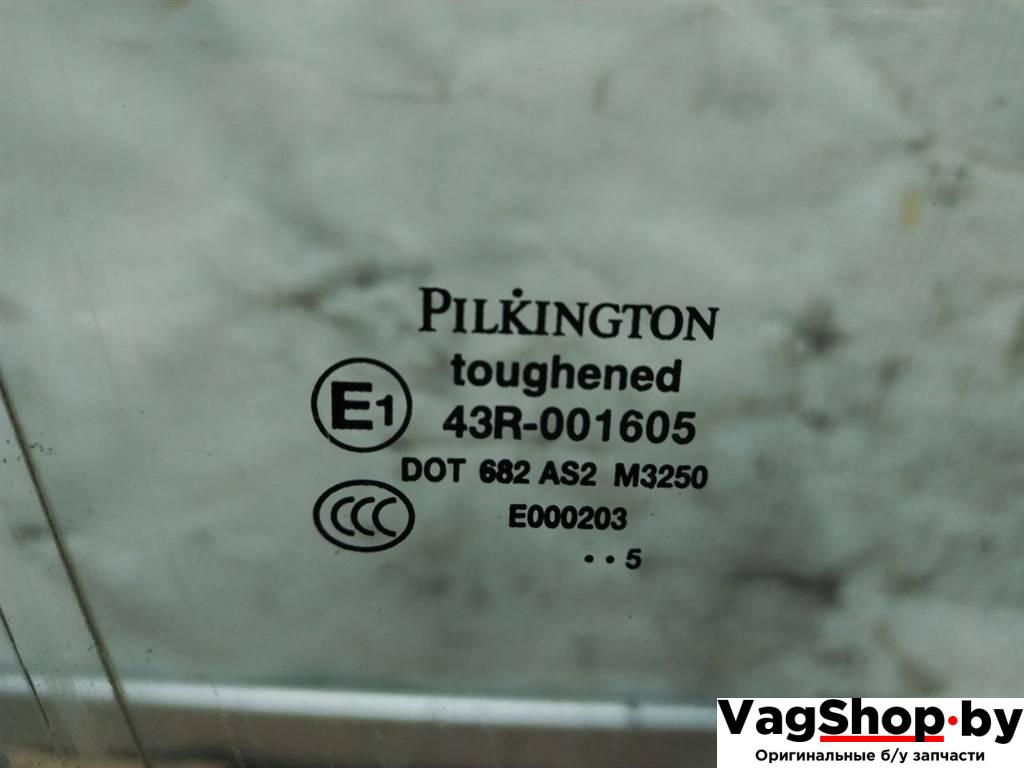 PILKINGTON
toughened
E1
43R-001605
DOT 682 AS2 M3250
CCC
E000203
• • 5
VagShop.by
Оригинальные б/у запчасти